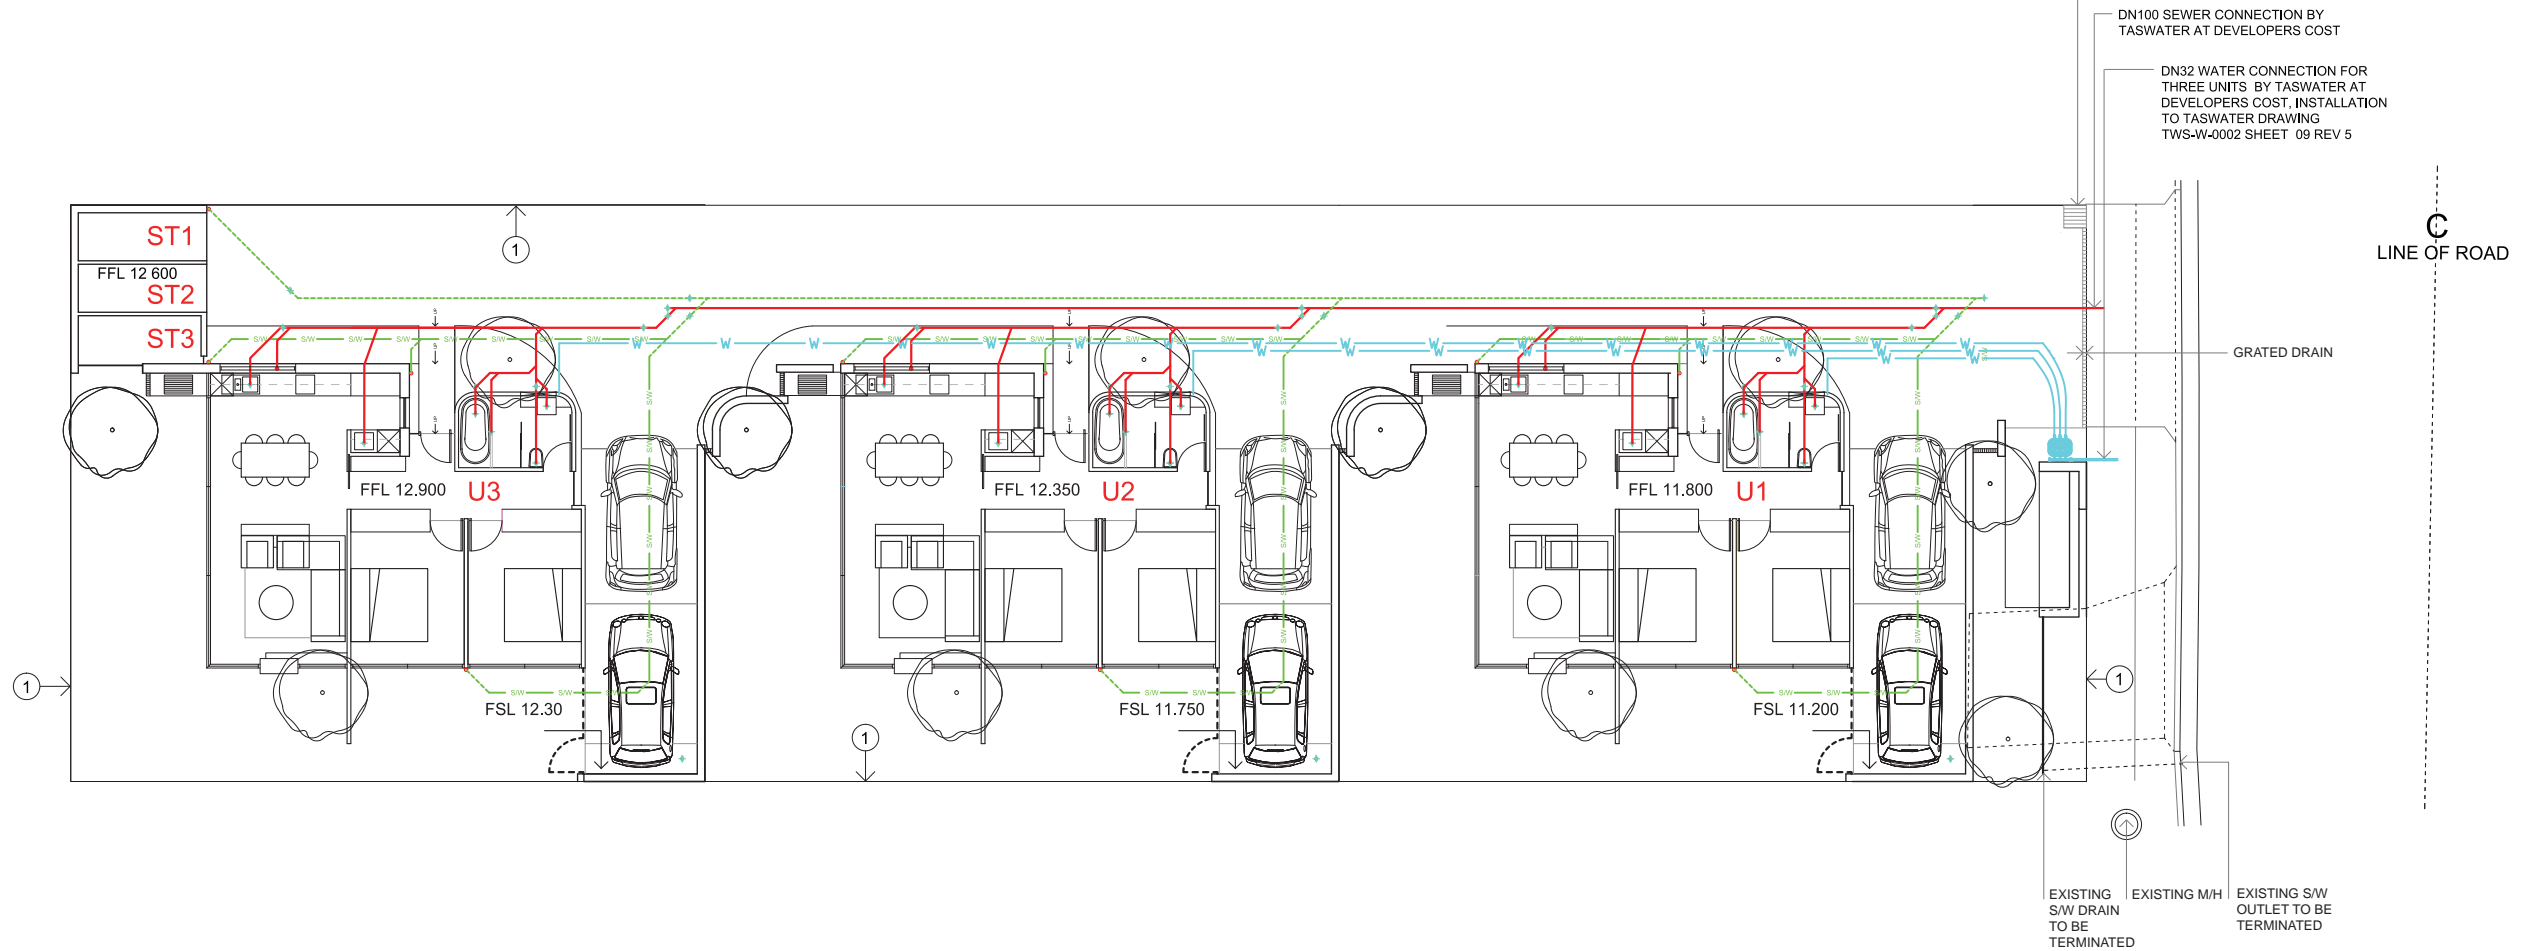 DN100 SEWER CONNECTION BY
TASWATER AT DEVELOPERS COST
DN32 WATER CONNECTION FOR
THREE UNITS BY TASWATER AT
DEVELOPERS COST, INSTALLATION
TO TASWATER DRAWING
TWS-W-0002 SHEET 09 REV 5
C
LINE OF ROAD
ST1
FFL 12 600
ST2
ST3
1
GRATED DRAIN
FFL 12.900
U3
FFL 12.350
U2
FFL 11.800
U1
1
1
FSL 12.30
FSL 11.750
FSL 11.200
1
EXISTING
S/W DRAIN
TO BE
TERMINATED
EXISTING M/H
EXISTING S/W
OUTLET TO BE
TERMINATED